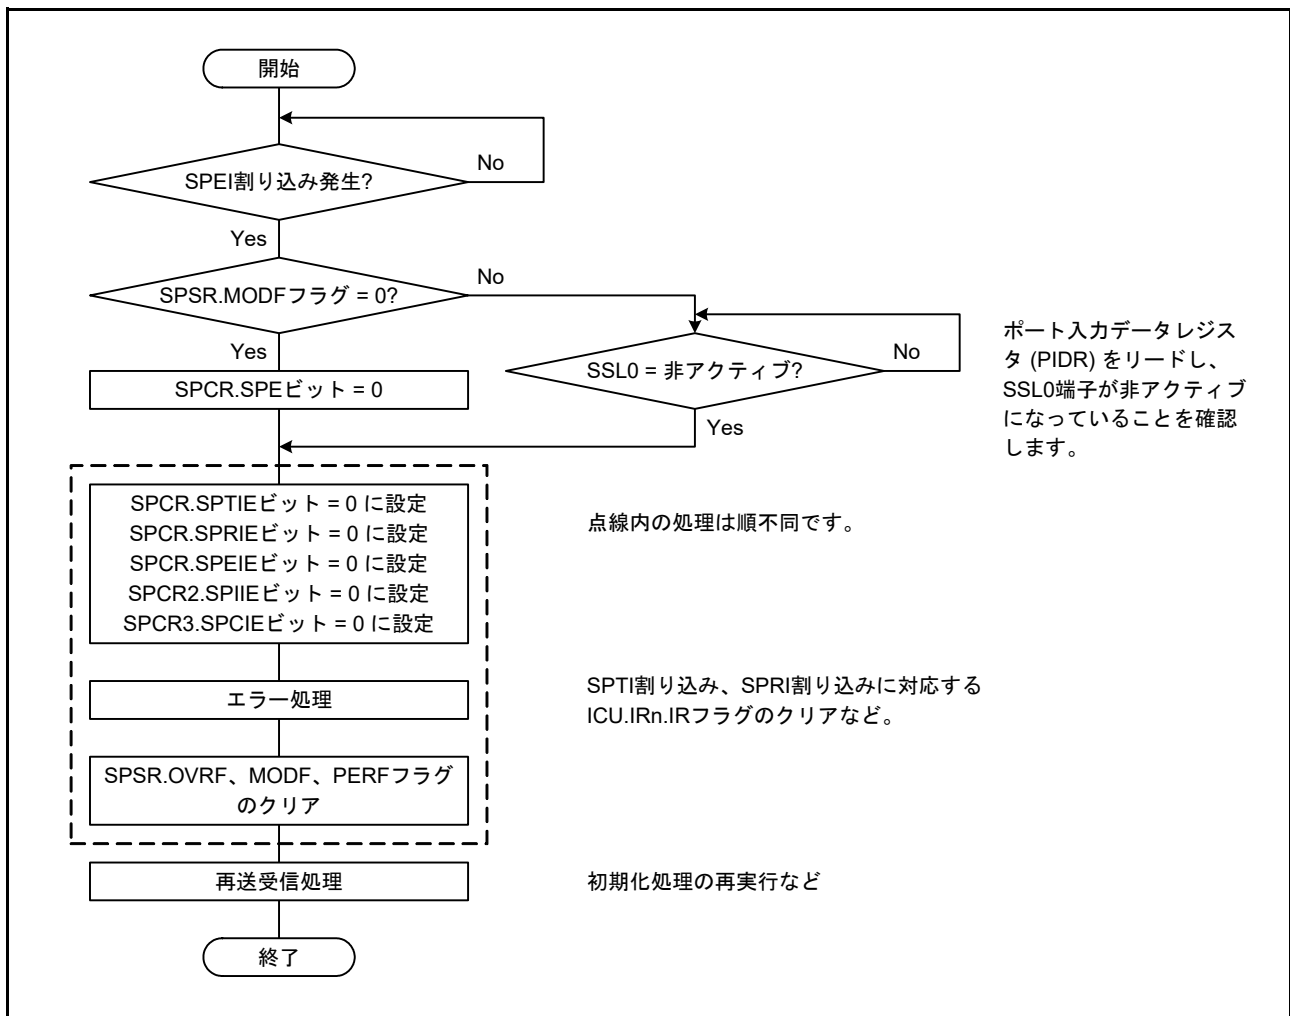 開始
No
SPEI割り込み発生?
Yes
No
SPSR.MODFフラグ = 0?
Yes
SPCR.SPEビット = 0
No
SSL0 = 非アクティブ?
Yes
ポート入力データレジス
タ (PIDR) をリードし、
SSL0端子が非アクティブ
になっていることを確認
します。
SPCR.SPTIEビット = 0 に設定
SPCR.SPRIEビット = 0 に設定
SPCR.SPEIEビット = 0 に設定
SPCR2.SPIIEビット = 0 に設定
SPCR3.SPCIEビット = 0 に設定
点線内の処理は順不同です。
エラー処理
SPTI割り込み、SPRI割り込みに対応する
ICU.IRn.IRフラグのクリアなど。
SPSR.OVRF、MODF、PERFフラグ
のクリア
再送受信処理
初期化処理の再実行など
終了